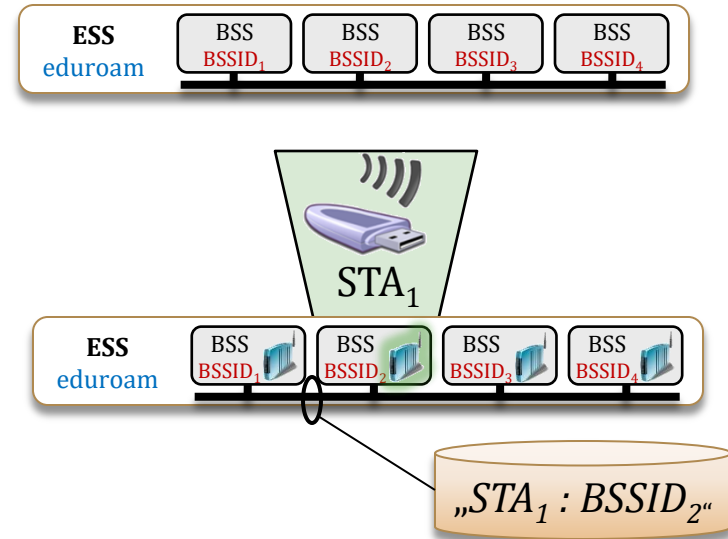 ESS
eduroam
BSS BSS BSS BSS
BSSID₁ BSSID₂ BSSID₃ BSSID₄
STA₁
ESS
eduroam
BSS BSS BSS BSS
BSSID₁ BSSID₂ BSSID₃ BSSID₄
„STA₁ : BSSID₂“